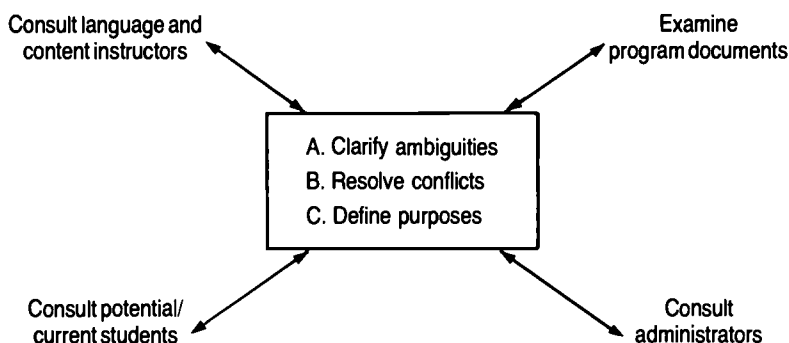 Consult language and
content instructors
Examine
program documents
A. Clarify ambiguities
B. Resolve conflicts
C. Define purposes
Consult potential/
current students
Consult
administrators